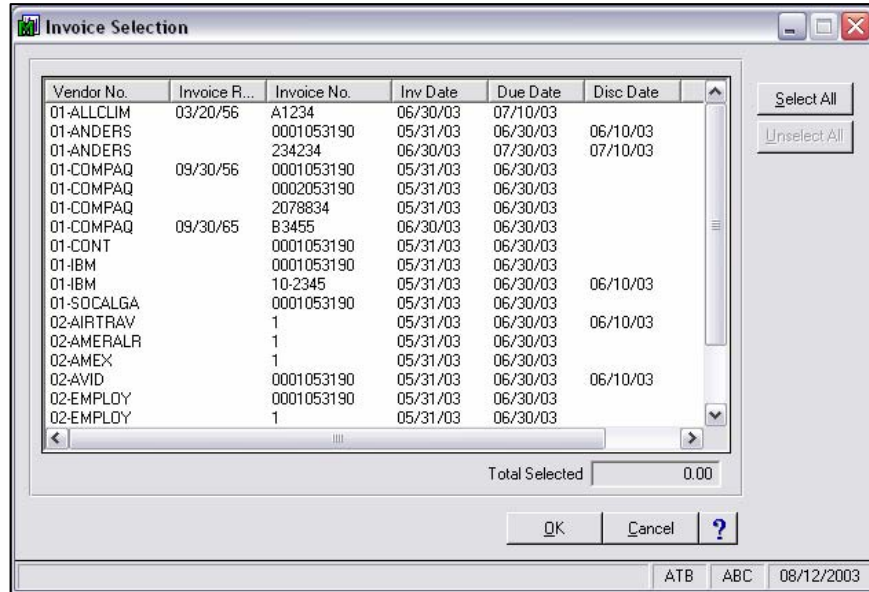 Invoice Selection
Vendor No. Invoice R... Invoice No. Inv Date Due Date Disc Date
Select All
01-ALLCLIM 03/20/56 A1234 06/30/03 07/10/03
01-ANDERS 0001053190 06/30/03 06/30/03 06/10/03
Unselect All
01-ANDERS 234234 06/30/03 07/30/03 07/10/03
01-COMPAQ 09/30/56 0001053190 05/31/03 06/30/03
01-COMPAQ 0002053190 05/31/03 06/30/03
01-COMPAQ 2078834 05/31/03 06/30/03
01-COMPAQ 09/30/65 B3455 06/30/03 06/30/03
01-CONT 0001053190 05/31/03 06/30/03
01-IBM 0001053190 05/31/03 06/30/03
01-IBM 10-2345 05/31/03 06/30/03 06/10/03
01-SOCALGA 0001053190 05/31/03 06/30/03
02-AIRTRAV 1 05/31/03 06/30/03 06/10/03
02-AMERALR 1 05/31/03 06/30/03
02-AMEX 1 05/31/03 06/30/03
02-AVID 0001053190 05/31/03 06/30/03 06/10/03
02-EMPLOY 0001053190 05/31/03 06/30/03
02-EMPLOY 1 05/31/03 06/30/03
Total Selected 0.00
OK Cancel ?
ATB ABC 08/12/2003